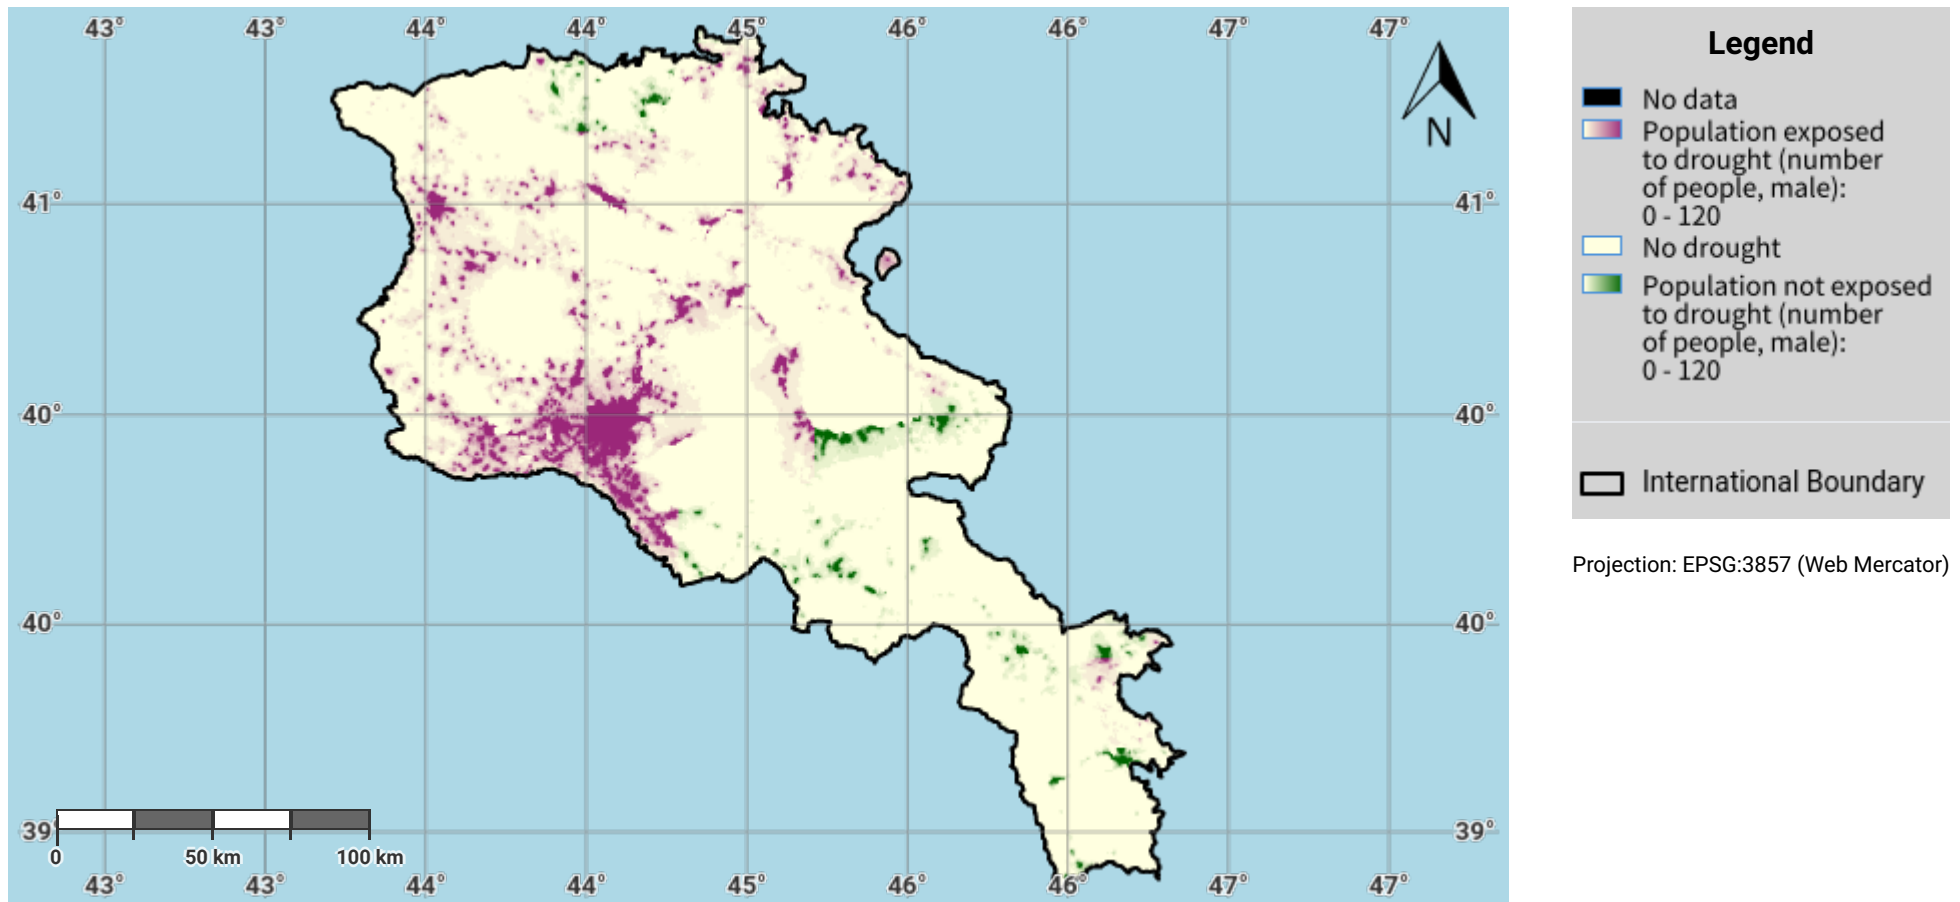 43° 43° 44° 44° 45° 46° 46° 47° 47°
Legend
No data
Population exposed
to drought (number
of people, male):
0 - 120
No drought
Population not exposed
to drought (number
of people, male):
0 - 120
International Boundary
Projection: EPSG:3857 (Web Mercator)
N
41° 41°
40° 40°
40° 40°
39° 39°
0 50 km 100 km
43° 43° 44° 44° 45° 46° 46° 47° 47°